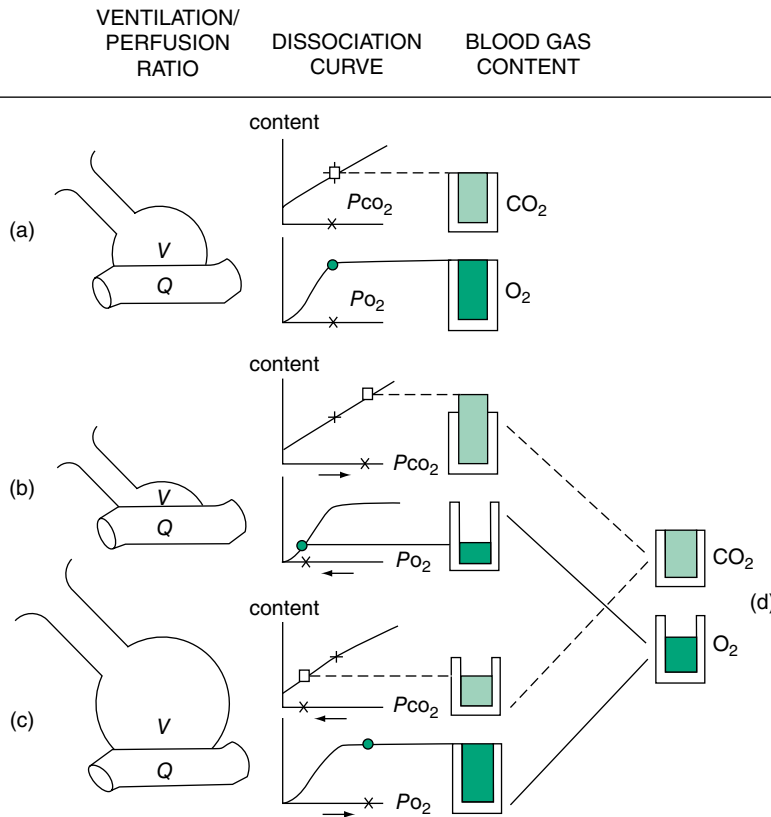 VENTILATION/
PERFUSION
RATIO
DISSOCIATION
CURVE
BLOOD GAS
CONTENT
(a)
V
Q
content
Pco₂
Po₂
CO₂
O₂
(b)
V
Q
content
Pco₂
Po₂
(c)
V
Q
content
Pco₂
Po₂
CO₂
O₂
(d)